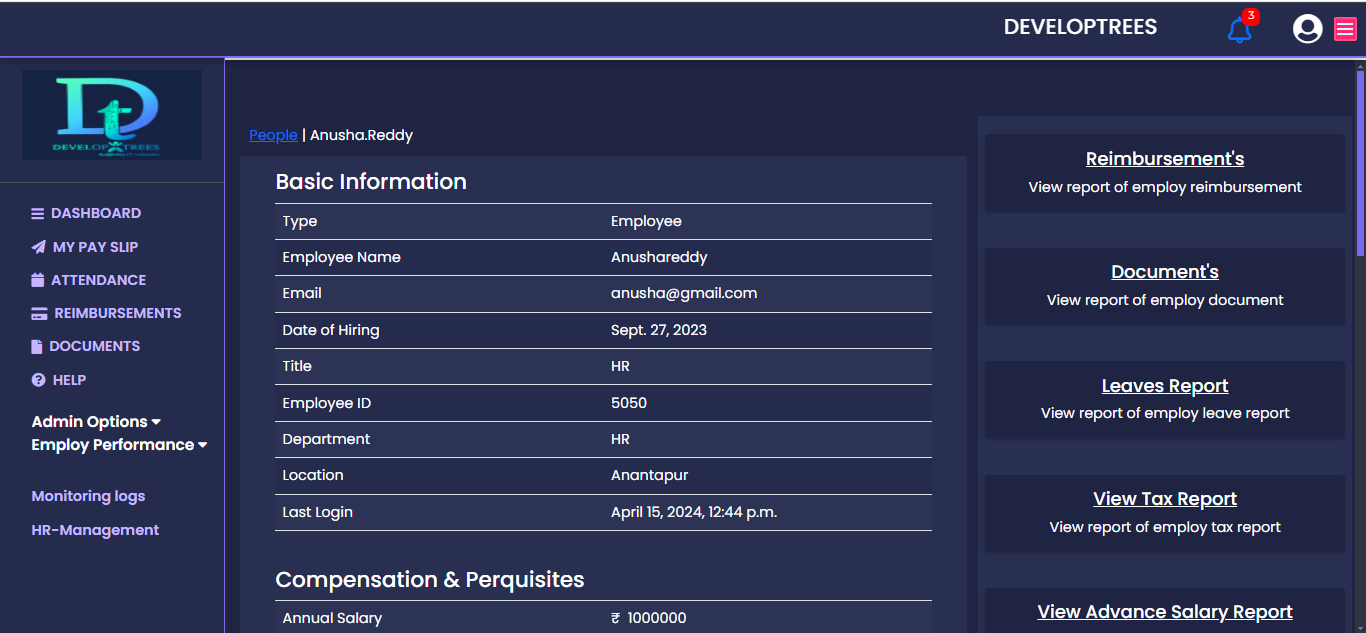 DEVELOPTREES
3
DEVELOP TREES
DASHBOARD
MY PAY SLIP
ATTENDANCE
REIMBURSEMENTS
DOCUMENTS
HELP
Admin Options
Employ Performance
Monitoring logs
HR-Management
People | Anusha.Reddy
Basic Information
Type Employee
Employee Name Anushareddy
Email anusha@gmail.com
Date of Hiring Sept. 27, 2023
Title HR
Employee ID 5050
Department HR
Location Anantapur
Last Login April 15, 2024, 12:44 p.m.
Compensation & Perquisites
Annual Salary ₹ 1000000
Reimbursement's
View report of employ reimbursement
Document's
View report of employ document
Leaves Report
View report of employ leave report
View Tax Report
View report of employ tax report
View Advance Salary Report